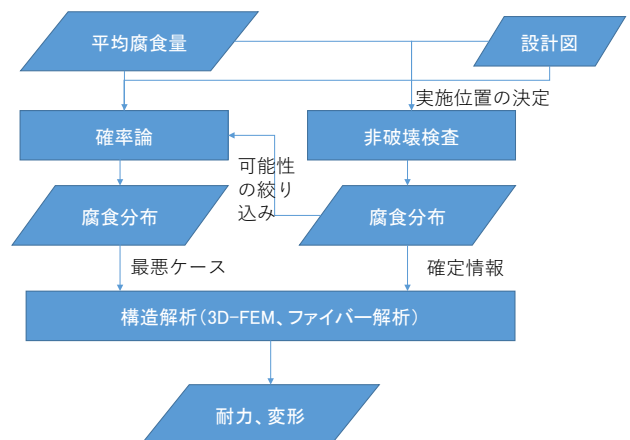 平均腐食量
設計図
実施位置の決定
確率論
非破壊検査
可能性
の絞り
込み
腐食分布
腐食分布
最悪ケース
確定情報
構造解析(3D-FEM、ファイバー解析)
耐力、変形